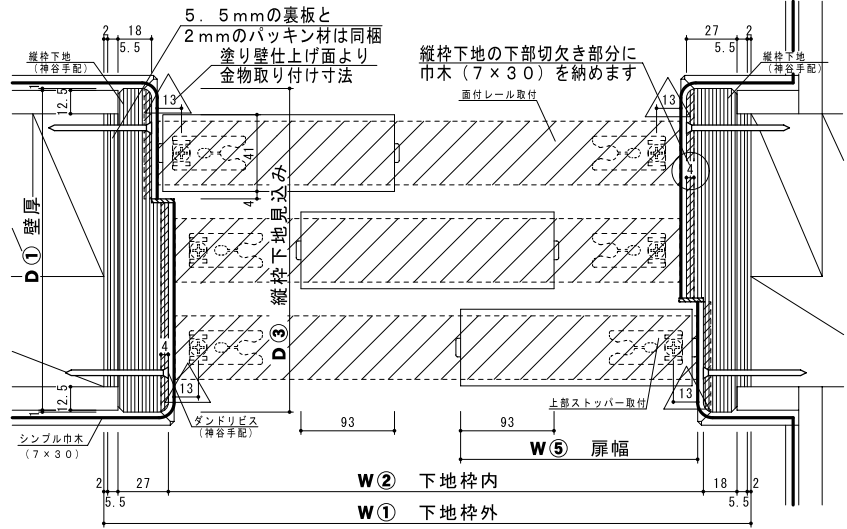 ５．５ｍｍの裏板と
２ｍｍのパッキン材は同梱
塗り壁仕上げ面より
金物取り付け寸法
縦枠下地の下部切欠き部分に
巾木（７×３０）を納めます
面付レール取付
2 18
5.5
27 2
5.5
縦枠下地
(神谷手配)
縦枠下地
(神谷手配)
12.5
1
13
13
41
4
4
D① 壁厚
D③ 縦枠下地見込み
4
13
13
12.5
1
ダンドリビス
(神谷手配)
上部ストッパー取付
シンプル巾木
(７×３０)
93
93
W⑤ 扉幅
2 27
5.5
W② 下地枠内
18 2
5.5
W① 下地枠外